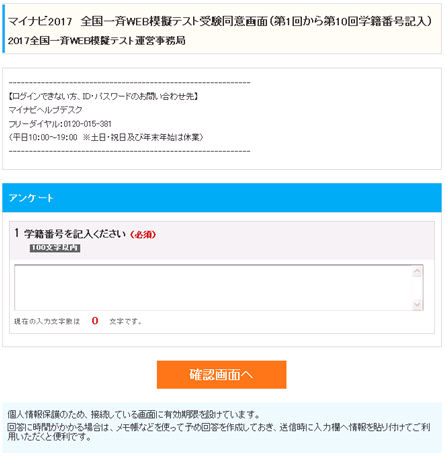 マイナビ2017　全国一斉WEB模擬テスト受験同意画面(第1回から第10回学籍番号記入)
2017全国一斉WEB模擬テスト運営事務局
------------------------------------------------------------
【ログインできない方、ID・パスワードのお問い合わせ先】
マイナビヘルプデスク
フリーダイヤル:0120-015-381
(平日10:00～19:00　※土日・祝日及び年末年始は休業)
------------------------------------------------------------
アンケート
1 学籍番号を記入ください (必須)
100文字以内
現在の入力文字数は　0　文字です。
確認画面へ
個人情報保護のため、接続している画面に有効期限を設けています。
回答に時間がかかる場合は、メモ帳などを使って予め回答を作成しておき、送信時に入力欄へ情報を貼り付けてご利
用いただくと便利です。